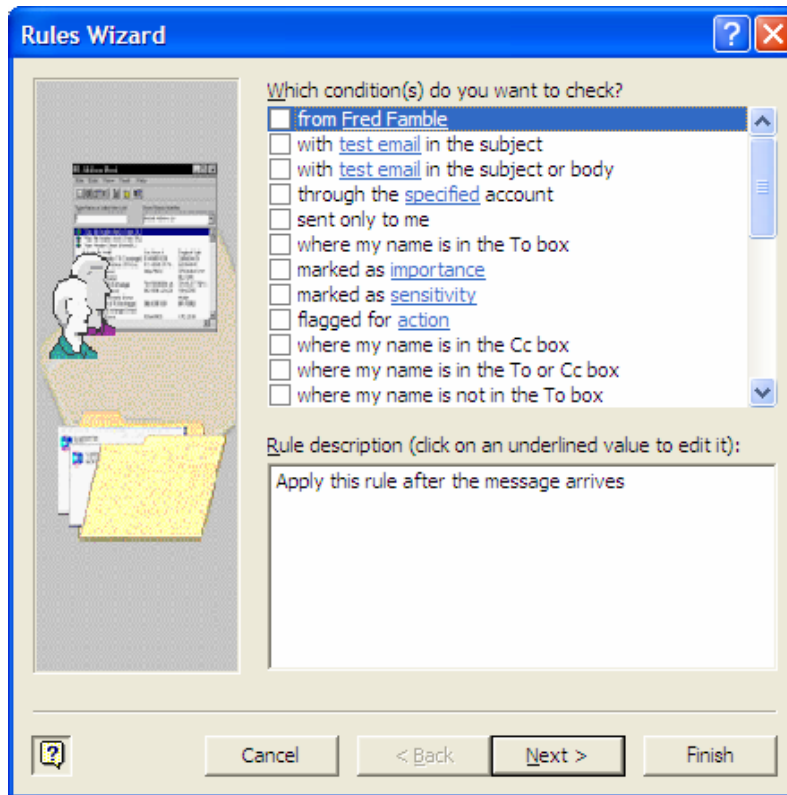 Rules Wizard
Which condition(s) do you want to check?
from Fred Famble
with test email in the subject
with test email in the subject or body
through the specified account
sent only to me
where my name is in the To box
marked as importance
marked as sensitivity
flagged for action
where my name is in the Cc box
where my name is in the To or Cc box
where my name is not in the To box
Rule description (click on an underlined value to edit it):
Apply this rule after the message arrives
Cancel
< Back
Next >
Finish